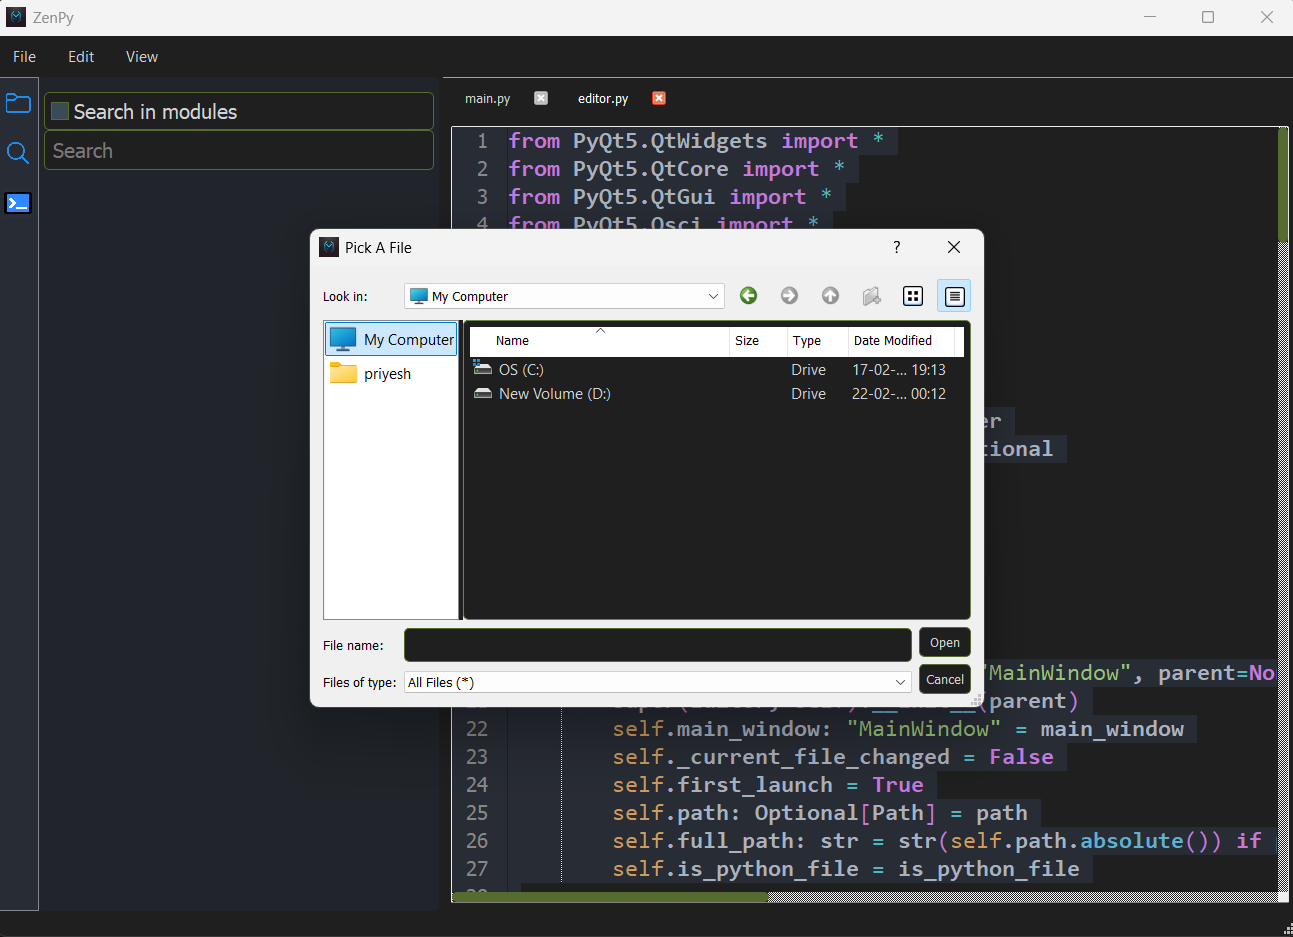 ZenPy
File Edit View
Search in modules
Search
main.py editor.py
1 from PyQt5.QtWidgets import *
2 from PyQt5.QtCore import *
3 from PyQt5.QtGui import *
4 from PyQt5.Qsci import *
Pick A File
?
Look in: My Computer
My Computer
priyesh
Name Size Type Date Modified
OS (C:) Drive 17-02-... 19:13
New Volume (D:) Drive 22-02-... 00:12
er
tional
File name: Open
Files of type: All Files (*) Cancel
"MainWindow", parent=No
(parent)
22 self.main_window: "MainWindow" = main_window
23 self._current_file_changed = False
24 self.first_launch = True
25 self.path: Optional[Path] = path
26 self.full_path: str = str(self.path.absolute()) if
27 self.is_python_file = is_python_file